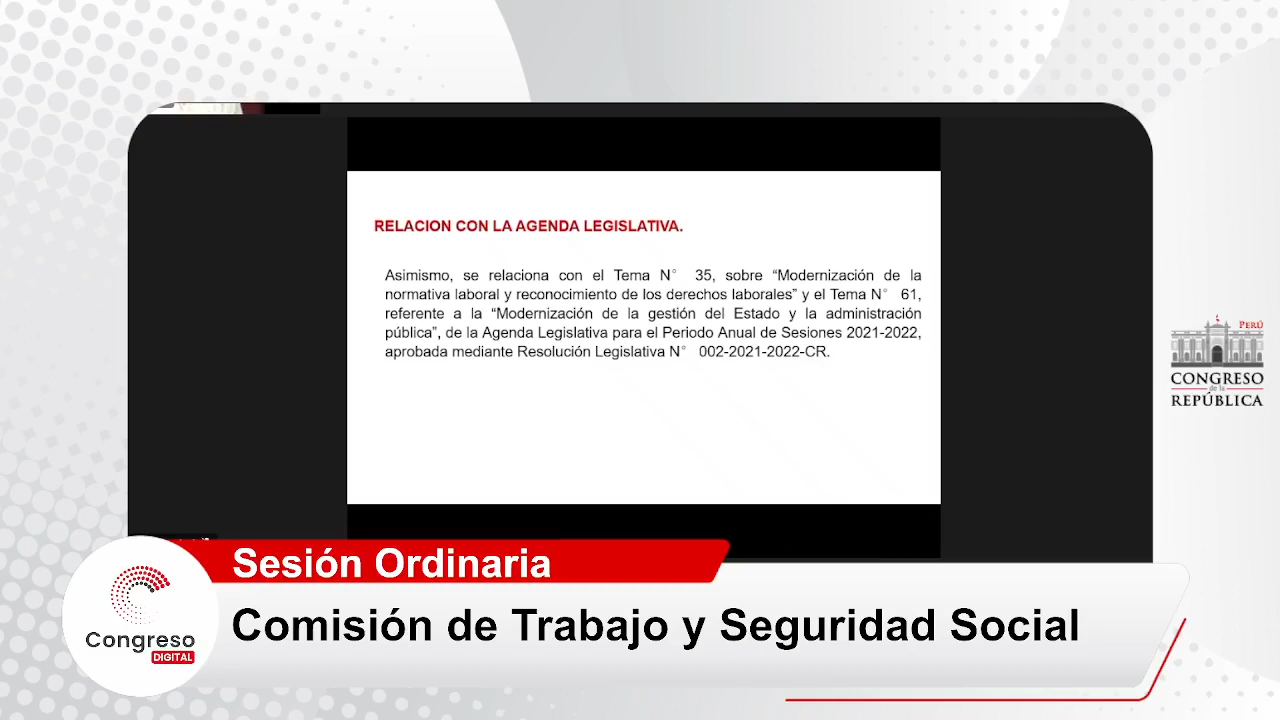 RELACION CON LA AGENDA LEGISLATIVA.
Asimismo, se relaciona con el Tema N° 35, sobre “Modernización de la
normativa laboral y reconocimiento de los derechos laborales” y el Tema N° 61,
referente a la “Modernización de la gestión del Estado y la administración
pública”, de la Agenda Legislativa para el Periodo Anual de Sesiones 2021-2022,
aprobada mediante Resolución Legislativa N° 002-2021-2022-CR.
PERÚ
CONGRESO
de la
REPÚBLICA
Sesión Ordinaria
Comisión de Trabajo y Seguridad Social
Congreso
DIGITAL